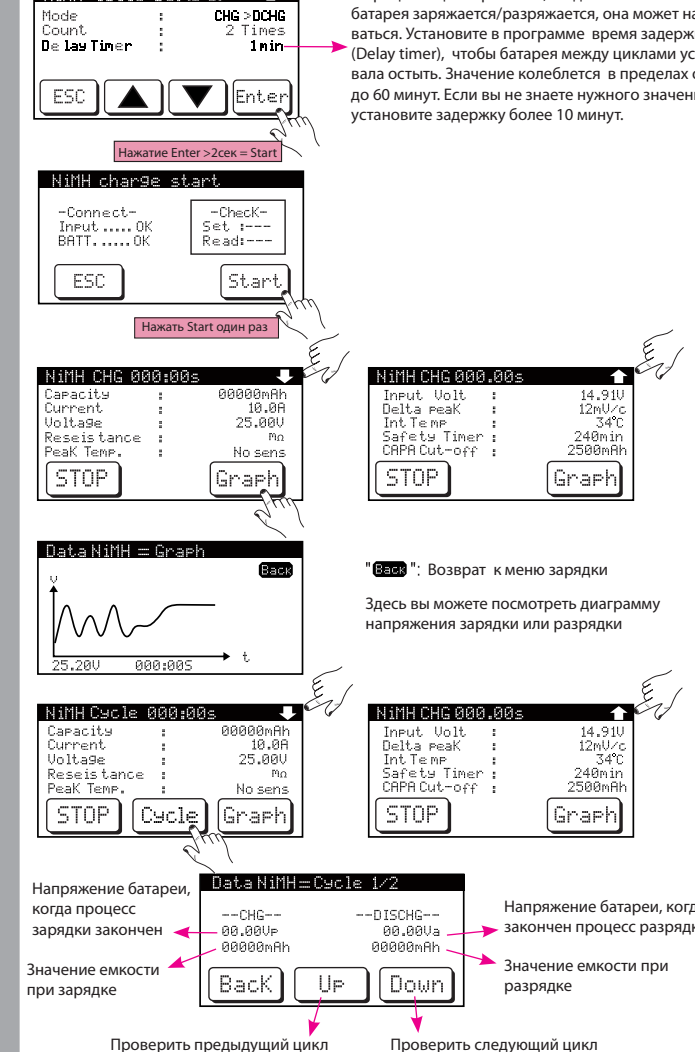 Mode : CHG >DCHG
Count : 2 Times
Delay Timer : 1min
ESC
Enter
батарея заряжается/разряжается, она может
ваться. Установите в программе время
(Delay timer), чтобы батарея между циклами
вала остыть. Значение колеблется в пределах
до 60 минут. Если вы не знаете нужного
установите задержку более 10 минут.
Нажатие Enter >2сек = Start
NiMH charge start
-Connect-
Input ..... OK
BATT. ...... OK
-ChecK-
Set :---
Read:---
ESC
Start
Нажать Start один раз
NiMH CHG 000:00s
Capacity : 00000mAh
Current : 10.0A
Voltage : 25.00V
Reseis tance : MΩ
PeaK Temp. : No sens
STOP
Graph
NiMH CHG 000.00s
Input Volt : 14.91V
Delta peaK : 12mV/c
Int Temp : 34°C
Safety Timer : 240min
CAPA Cut-off : 2500mAh
STOP
Graph
Data NiMH = Graph
BacK
V
25.20V 000:00S
t
"BacK": Возврат к меню зарядки
Здесь вы можете посмотреть диаграмму
напряжения зарядки или разрядки
NiMH Cycle 000:00s
Capacity : 00000mAh
Current : 10.0A
Voltage : 25.00V
Reseis tance : MΩ
PeaK Temp. : No sens
STOP
Cycle
Graph
NiMH CHG 000.00s
Input Volt : 14.91V
Delta peaK : 12mV/c
Int Temp : 34°C
Safety Timer : 240min
CAPA Cut-off : 2500mAh
STOP
Graph
Напряжение батареи,
когда процесс
зарядки закончен
Значение емкости
при зарядке
Data NiMH=Cycle 1/2
--CHG--
00.00Vp
00000mAh
--DISCHG--
00.00Va
00000mAh
BacK
Up
Down
Напряжение батареи,
закончен процесс
Значение емкости при
разрядке
Проверить предыдущий цикл
Проверить следующий цикл